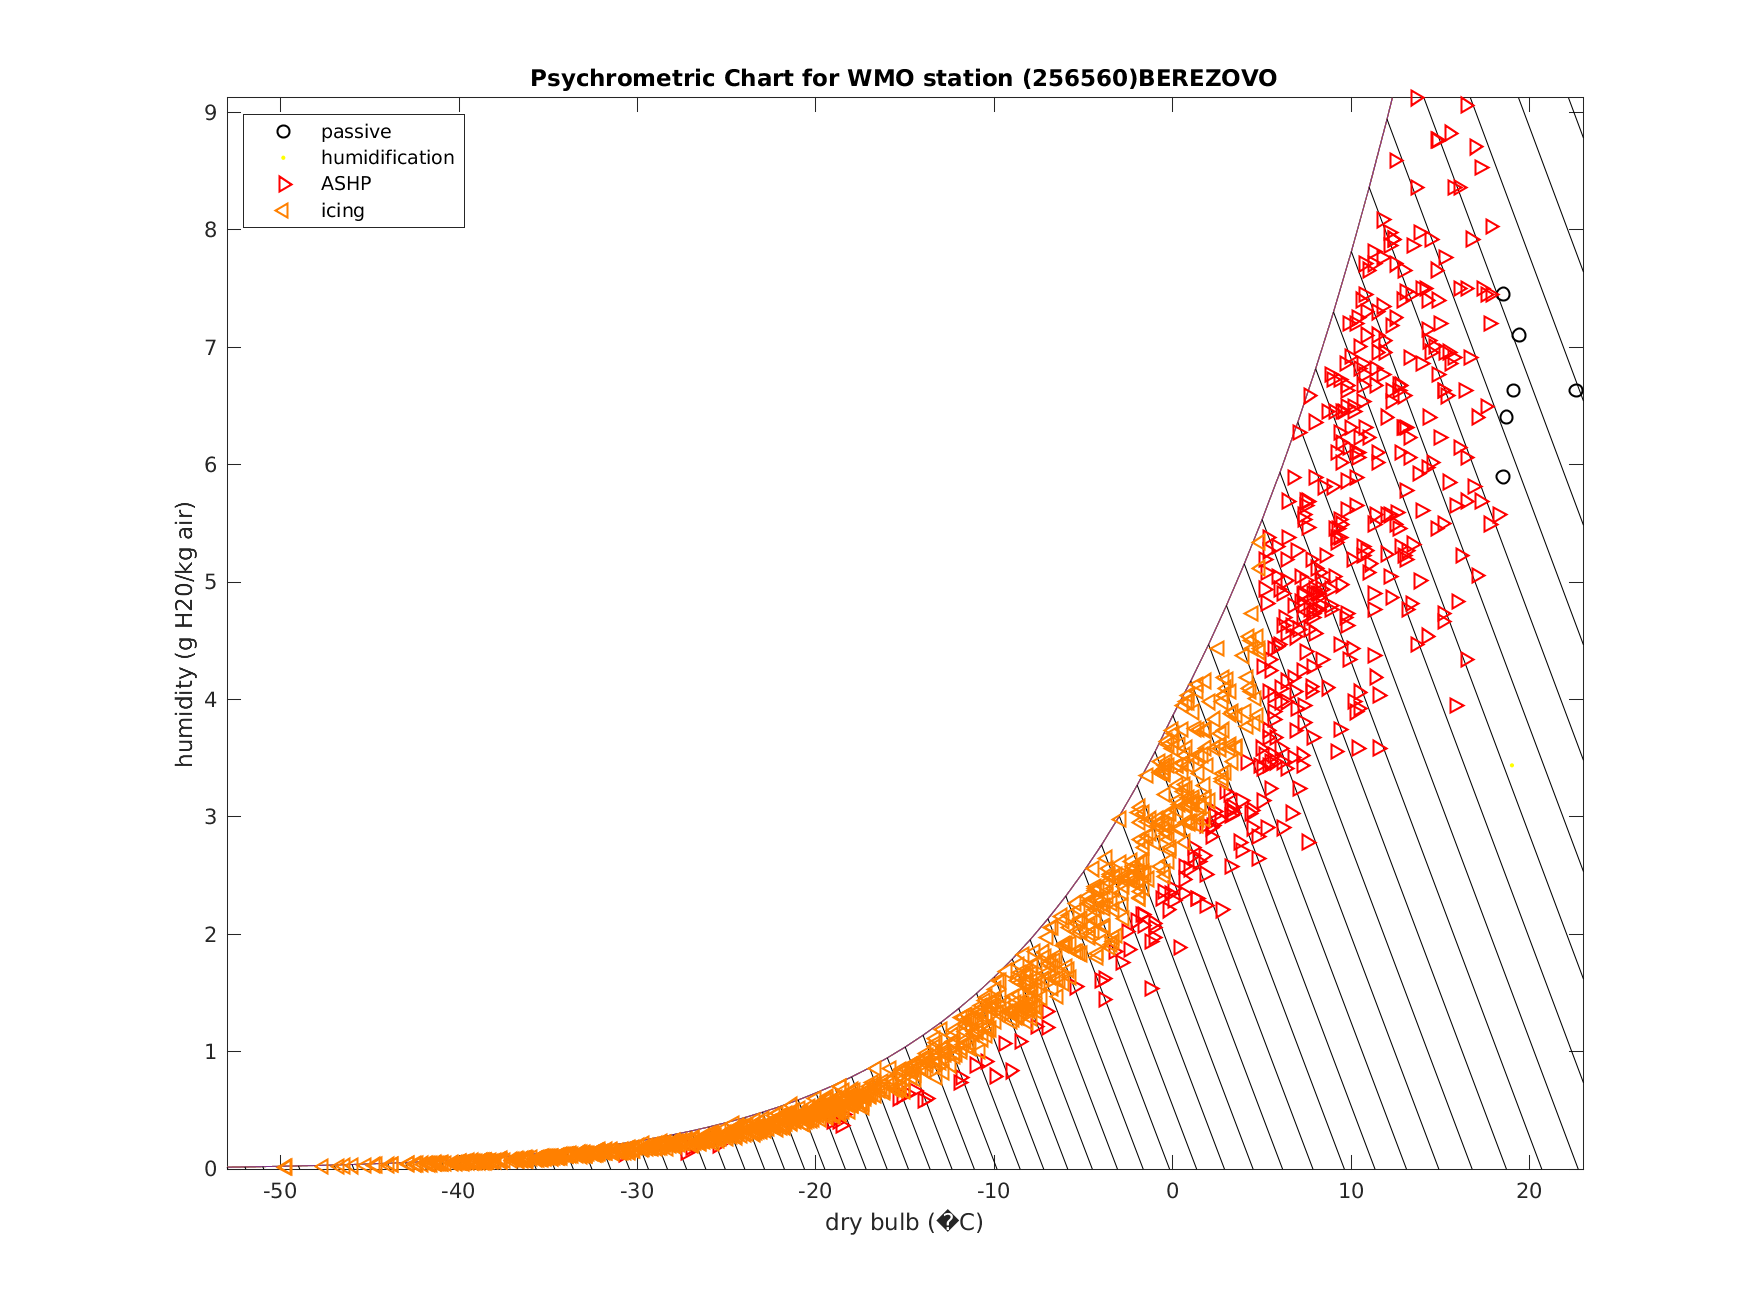 Psychrometric Chart for WMO station (256560)BEREZOVO
passive
humidification
ASHP
icing
humidity (g H20/kg air)
9
8
7
6
5
4
3
2
1
0
-50 -40 -30 -20 -10 0 10 20
dry bulb (�C)